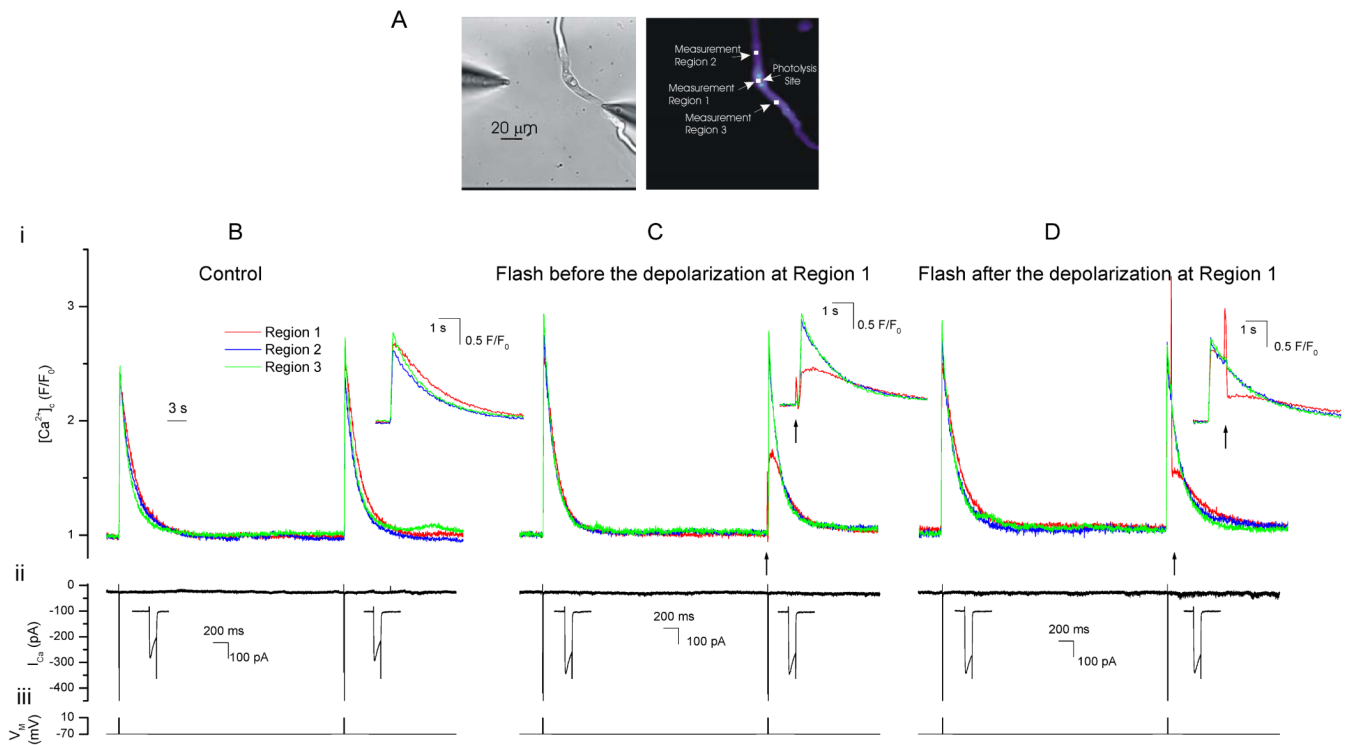 A
20 μm
Measurement
Region 2
Photolysis
Site
Measurement
Region 1
Measurement
Region 3
i
B
C
D
Control
Flash before the depolarization at Region 1
Flash after the depolarization at Region 1
[Ca2+]c (F/F0)
3
2
1
Region 1
Region 2
Region 3
3 s
1 s
0.5 F/F0
1 s
0.5 F/F0
1 s
0.5 F/F0
ii
ICa (pA)
0
-100
-200
-300
-400
200 ms
100 pA
200 ms
100 pA
200 ms
100 pA
iii
VM
(mV)
10
-70